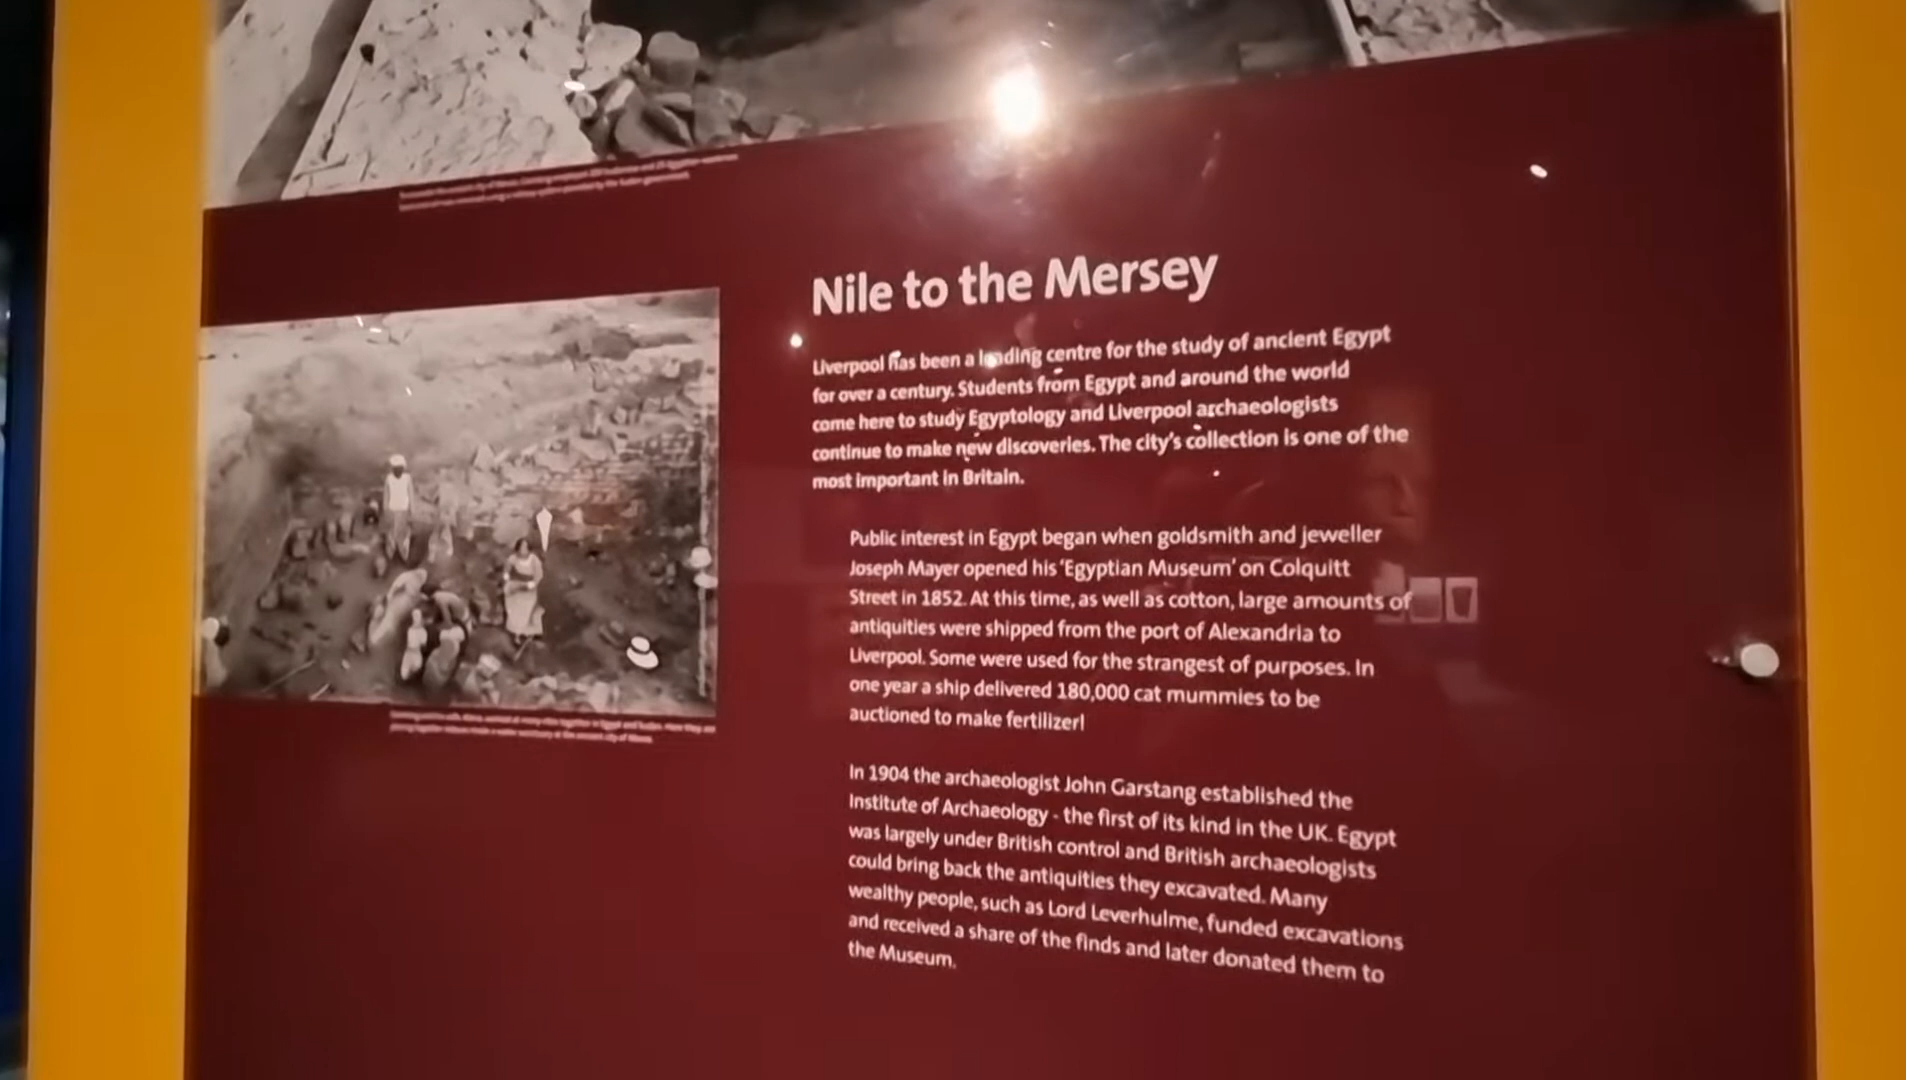 Nile to the Mersey
Liverpool has been a leading centre for the study of ancient Egypt
for over a century. Students from Egypt and around the world
come here to study Egyptology and Liverpool archaeologists
continue to make new discoveries. The city's collection is one of the
most important in Britain.
Public interest in Egypt began when goldsmith and jeweller
Joseph Mayer opened his 'Egyptian Museum' on Colquitt
Street in 1852. At this time, as well as cotton, large amounts of
antiquities were shipped from the port of Alexandria to
Liverpool. Some were used for the strangest of purposes. In
one year a ship delivered 180,000 cat mummies to be
auctioned to make fertilizer!
In 1904 the archaeologist John Garstang established the
Institute of Archaeology - the first of its kind in the UK. Egypt
was largely under British control and British archaeologists
could bring back the antiquities they excavated. Many
wealthy people, such as Lord Leverhulme, funded excavations
and received a share of the finds and later donated them to
the Museum.